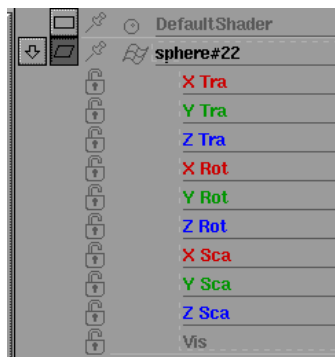 DefaultShader
sphere#22
X Tra
Y Tra
Z Tra
X Rot
Y Rot
Z Rot
X Sca
Y Sca
Z Sca
Vis